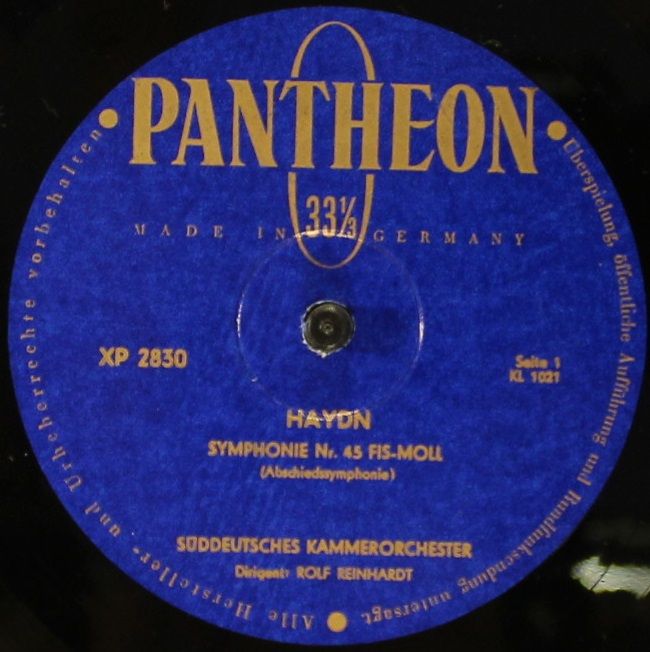 PANTHEON
33⅓
MADE IN GERMANY
XP 2830
Seite 1
KL 1021
HAYDN
SYMPHONIE Nr. 45 FIS-MOLL
(Abschiedssymphonie)
SÜDDEUTSCHES KAMMERORCHESTER
Dirigent: ROLF REINHARDT
Alle Hersteller- und Urheberrechte vorbehalten
Überspielung, öffentliche Aufführung und Rundfunksendung untersagt.